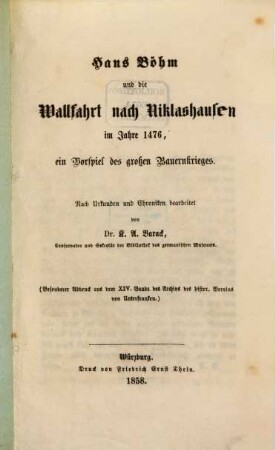 Hans Böhm
und die
Wallfahrt nach Niklashausen
im Jahre 1476,
ein Vorspiel des großen Bauernkrieges.
Nach Urkunden und Chroniken bearbeitet
von
Dr. K. A. Barack,
Conservator und Sekretär der Bibliothek des germanischen Museums.
(Besonderer Abdruck aus dem XIV. Bande des Archivs des histor. Vereins
von Unterfranken.)
Würzburg.
Druck von Friedrich Ernst Thein.
1858.